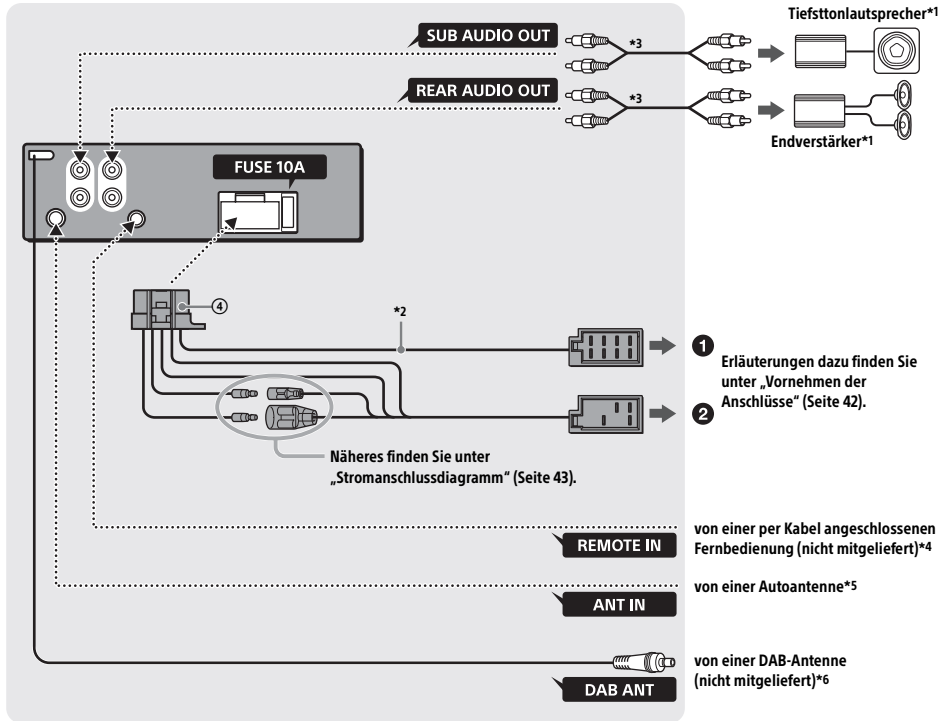 Tiefsttonlautsprecher*1
SUB AUDIO OUT
*3
REAR AUDIO OUT
*3
Endverstärker*1
FUSE 10A
④
*2
❶
Erläuterungen dazu finden Sie
unter „Vornehmen der
Anschlüsse“ (Seite 42).
❷
Näheres finden Sie unter
„Stromanschlussdiagramm“ (Seite 43).
von einer per Kabel angeschlossenen
Fernbedienung (nicht mitgeliefert)*4
REMOTE IN
von einer Autoantenne*5
ANT IN
von einer DAB-Antenne
(nicht mitgeliefert)*6
DAB ANT